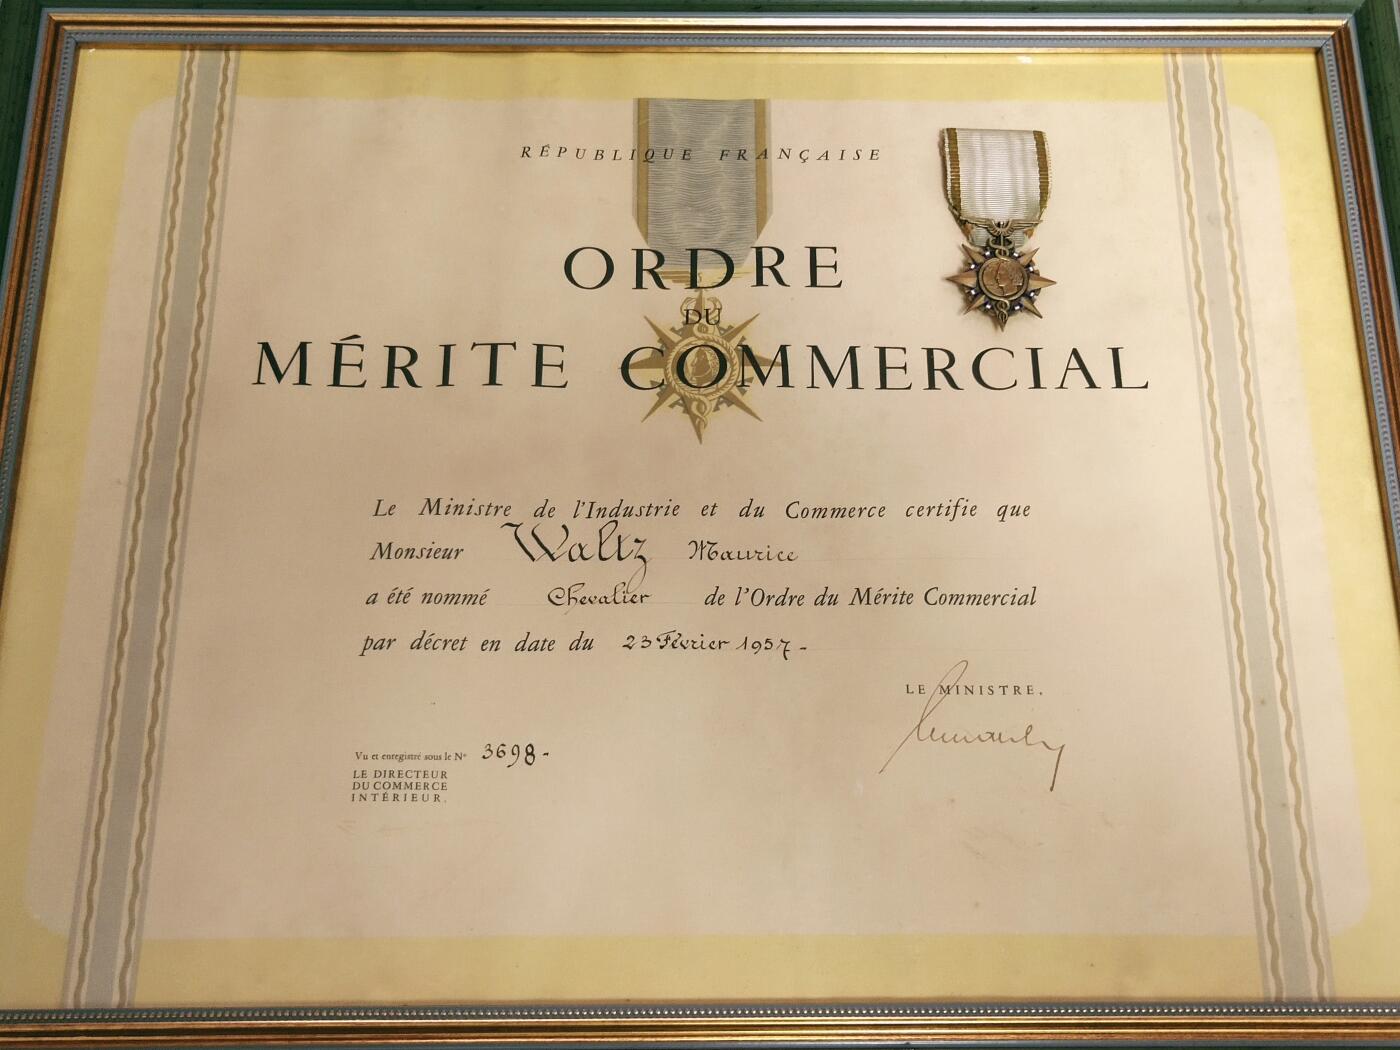 RÉPUBLIQUE FRANÇAISE
ORDRE
DU
MÉRITE COMMERCIAL
Le Ministre de l'Industrie et du Commerce certifie que
Monsieur Waltz Maurice
a été nommé Chevalier de l'Ordre du Mérite Commercial
par décret en date du 23 Février 1957-
LE MINISTRE,
Vu et enregistré sous le Nº 3698-
LE DIRECTEUR
DU COMMERCE
INTÉRIEUR,